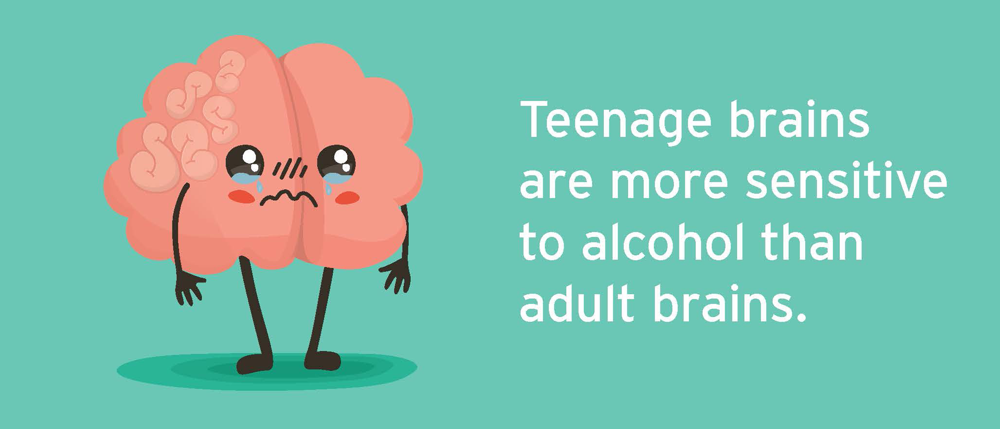 Teenage brains
are more sensitive
to alcohol than
adult brains.